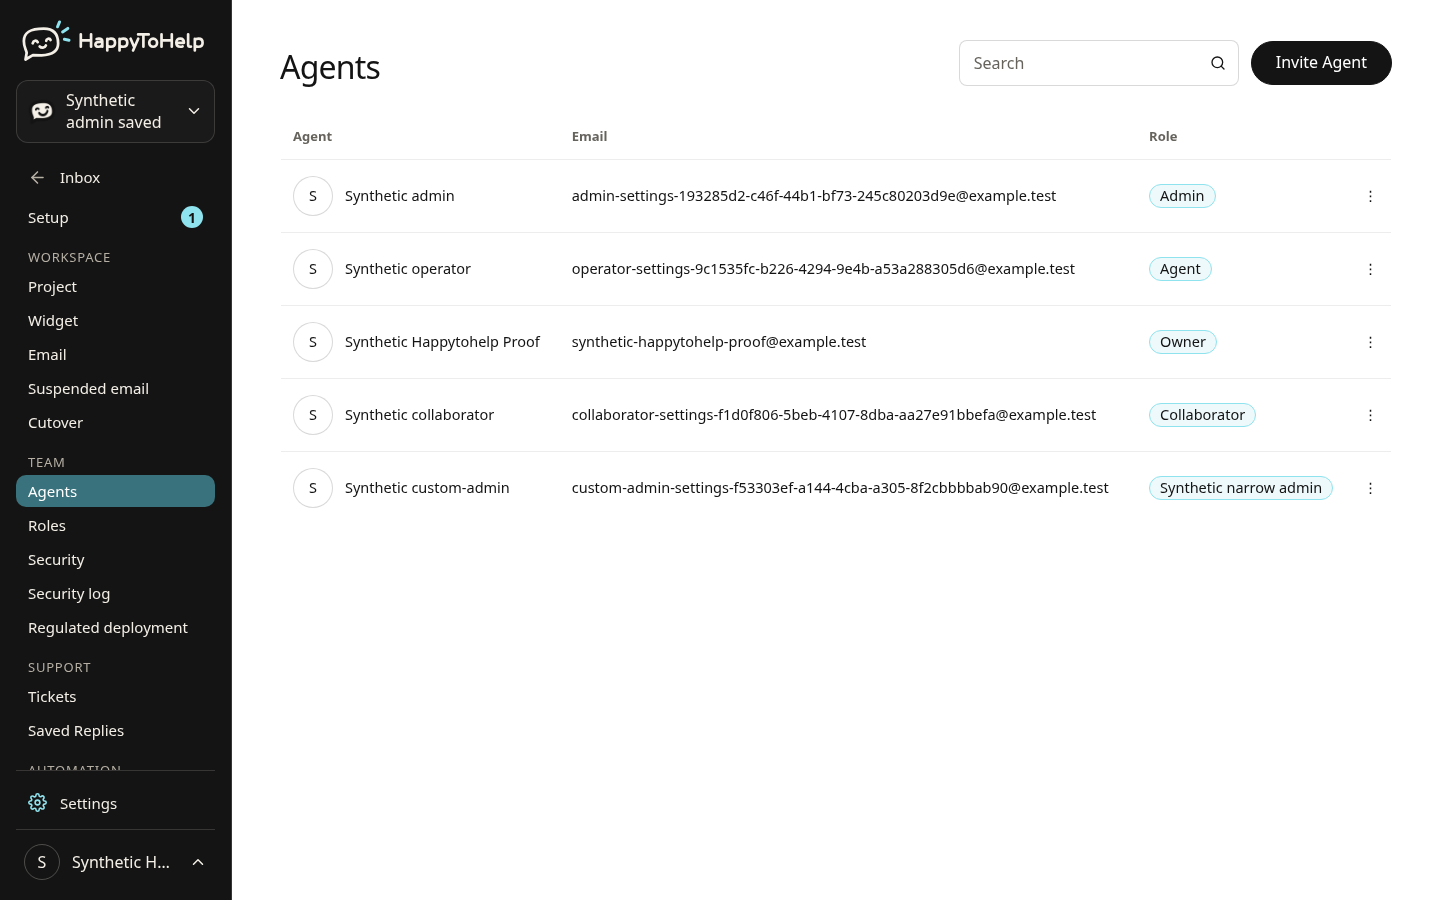 HappyToHelp
Synthetic
admin saved
Inbox
Setup
1
WORKSPACE
Project
Widget
Email
Suspended email
Cutover
TEAM
Agents
Roles
Security
Security log
Regulated deployment
SUPPORT
Tickets
Saved Replies
AUTOMATION
Settings
S Synthetic H...
Agents
Search
Invite Agent
Agent Email Role
S Synthetic admin admin-settings-193285d2-c46f-44b1-bf73-245c80203d9e@example.test Admin
S Synthetic operator operator-settings-9c1535fc-b226-4294-9e4b-a53a288305d6@example.test Agent
S Synthetic Happytohelp Proof synthetic-happytohelp-proof@example.test Owner
S Synthetic collaborator collaborator-settings-f1d0f806-5beb-4107-8dba-aa27e91bbefa@example.test Collaborator
S Synthetic custom-admin custom-admin-settings-f53303ef-a144-4cba-a305-8f2cbbbbab90@example.test Synthetic narrow admin